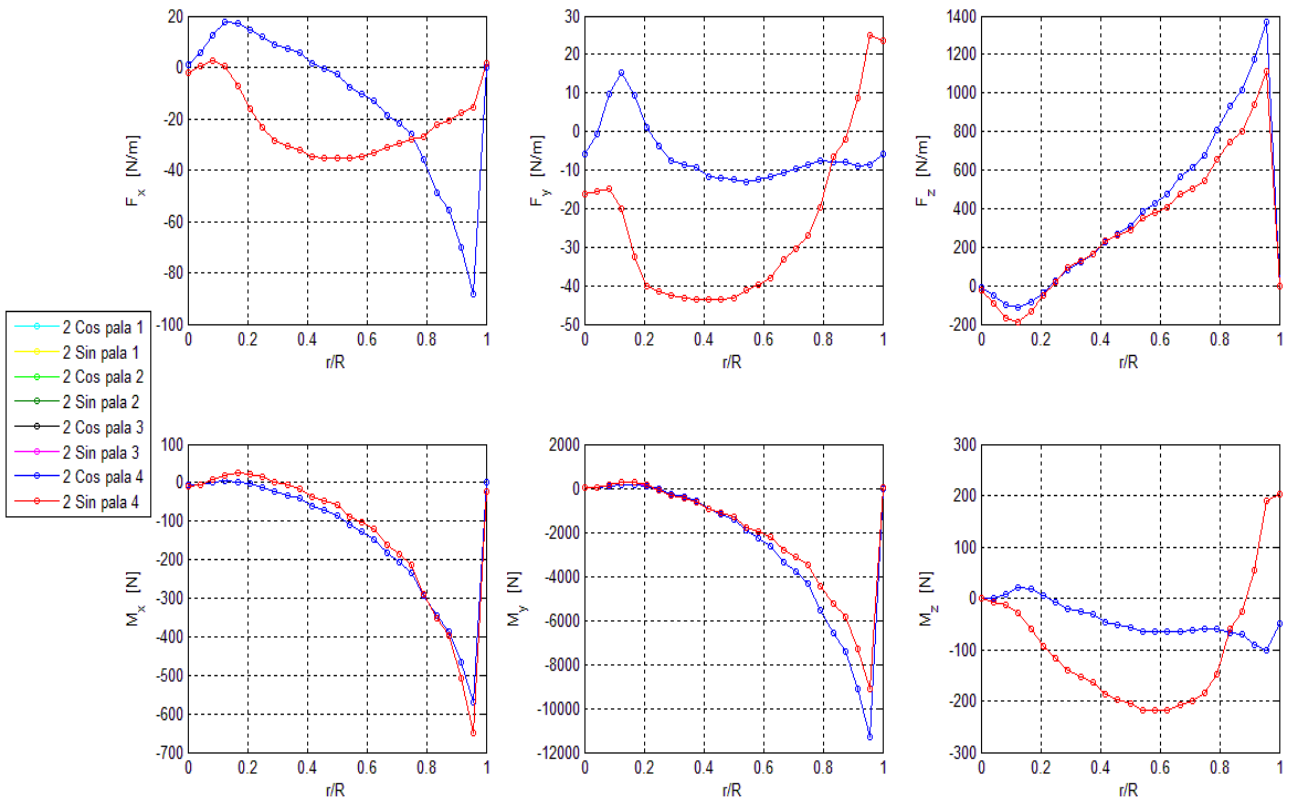 20
0
-20
-40
-60
-80
-100
F_x [N/m]
0 0.2 0.4 0.6 0.8 1
r/R
30
20
10
0
-10
-20
-30
-40
-50
F_y [N/m]
0 0.2 0.4 0.6 0.8 1
r/R
1400
1200
1000
800
600
400
200
0
-200
F_z [N/m]
0 0.2 0.4 0.6 0.8 1
r/R
2 Cos pala 1
2 Sin pala 1
2 Cos pala 2
2 Sin pala 2
2 Cos pala 3
2 Sin pala 3
2 Cos pala 4
2 Sin pala 4
100
0
-100
-200
-300
-400
-500
-600
-700
M_x [N]
0 0.2 0.4 0.6 0.8 1
r/R
2000
0
-2000
-4000
-6000
-8000
-10000
-12000
M_y [N]
0 0.2 0.4 0.6 0.8 1
r/R
300
200
100
0
-100
-200
-300
M_z [N]
0 0.2 0.4 0.6 0.8 1
r/R